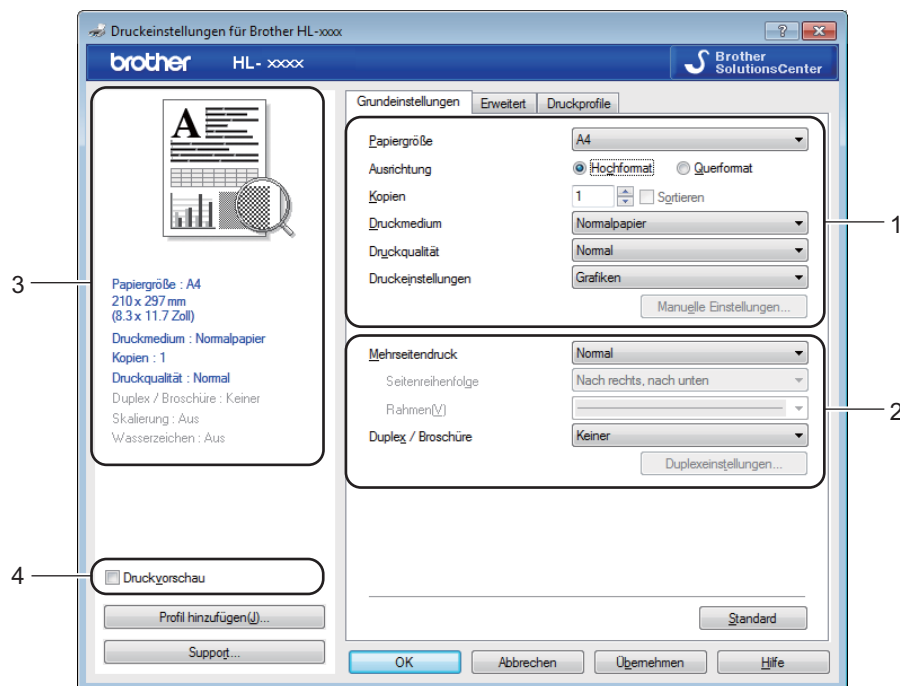 Druckeinstellungen für Brother HL-xxxx
brother HL- xxxx
Brother
SolutionsCenter
A
Papiergröße : A4
210 x 297 mm
(8.3 x 11.7 Zoll)
Druckmedium : Normalpapier
Kopien : 1
Druckqualität : Normal
Duplex / Broschüre : Keiner
Skalierung : Aus
Wasserzeichen : Aus
3
Druckvorschau
4
Profil hinzufügen(J)...
Support...
Grundeinstellungen Erweitert Druckprofile
Papiergröße A4
Ausrichtung Hochformat Querformat
Kopien 1 Sortieren
Druckmedium Normalpapier
Druckqualität Normal
Druckeinstellungen Grafiken
Manuelle Einstellungen...
1
Mehrseitendruck Normal
Seitenreihenfolge Nach rechts, nach unten
Rahmen(V)
Duplex / Broschüre Keiner
Duplexeinstellungen...
2
Standard
OK Abbrechen Übernehmen Hilfe